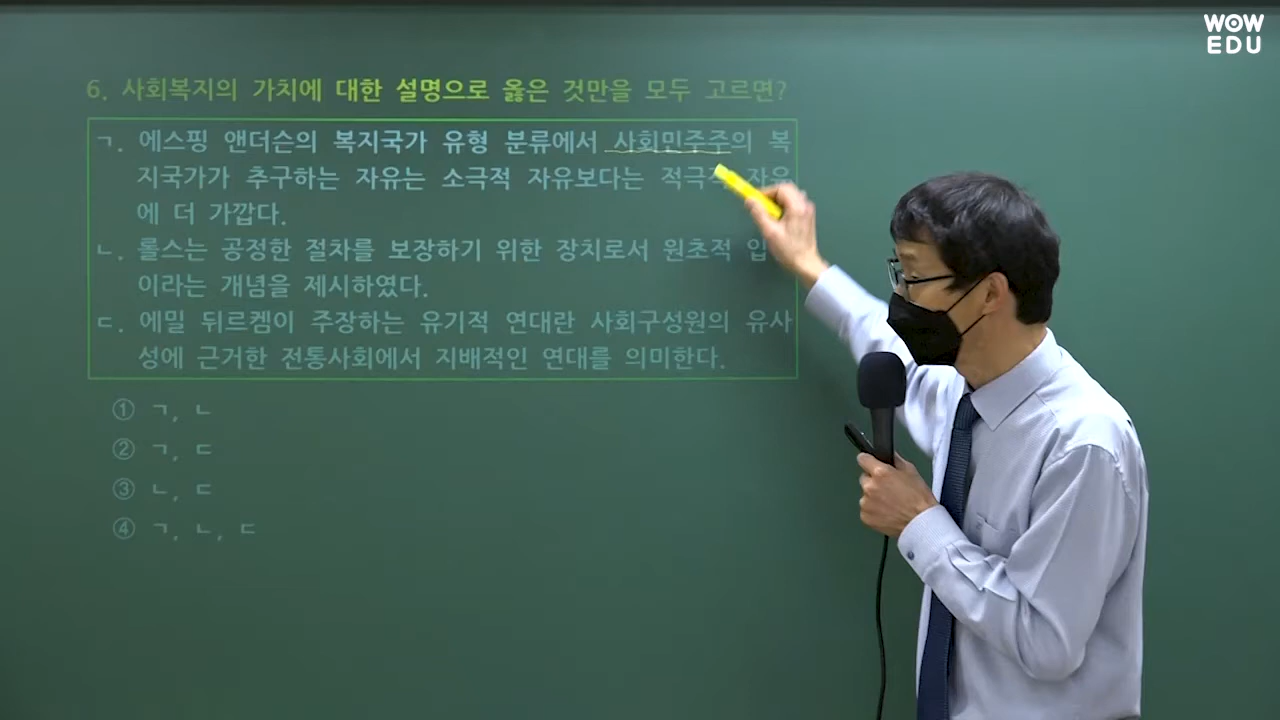 WOW
EDU
6. 사회복지의 가치에 대한 설명으로 옳은 것만을 모두 고르면?
ㄱ. 에스핑 앤더슨의 복지국가 유형 분류에서 사회민주주의 복
지국가가 추구하는 자유는 소극적 자유보다는 자유
에 더 가깝다.
ㄴ. 롤스는 공정한 절차를 보장하기 위한 장치로서 원초적
이라는 개념을 제시하였다.
ㄷ. 에밀 뒤르켐이 주장하는 유기적 연대란 사회구성원의 유사
성에 근거한 전통사회에서 지배적인 연대를 의미한다.
① ㄱ, ㄴ
② ㄱ, ㄷ
③ ㄴ, ㄷ
④ ㄱ, ㄴ, ㄷ